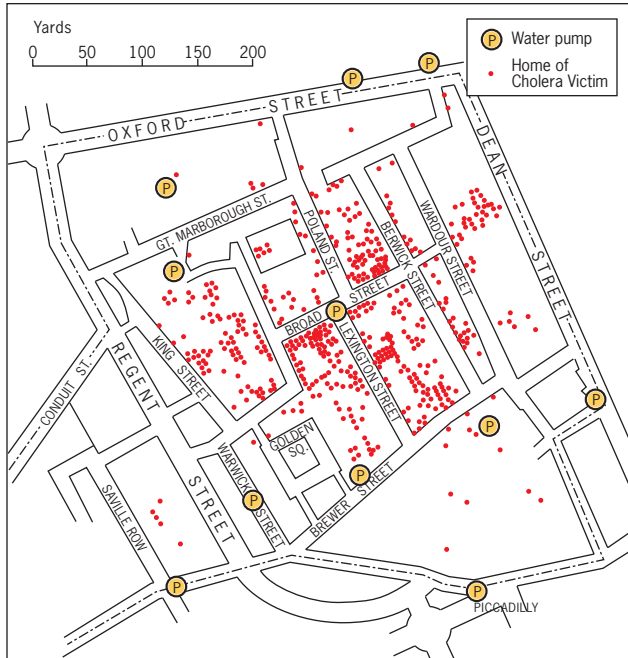 Yards
0 50 100 150 200
P Water pump
Home of
Cholera Victim
P
P
OXFORD STREET
DEAN STREET
P
GT. MARBOROUGH ST.
POLAND ST.
BERWICK STREET
WARDOUR STREET
P
BROAD STREET
P
KING STREET
LEXINGTON STREET
CONDUIT ST.
REGENT STREET
P
P
GOLDEN
SQ.
WARWICK STREET
P
BREWER STREET
P
SAVILLE ROW
P
P
PICCADILLY